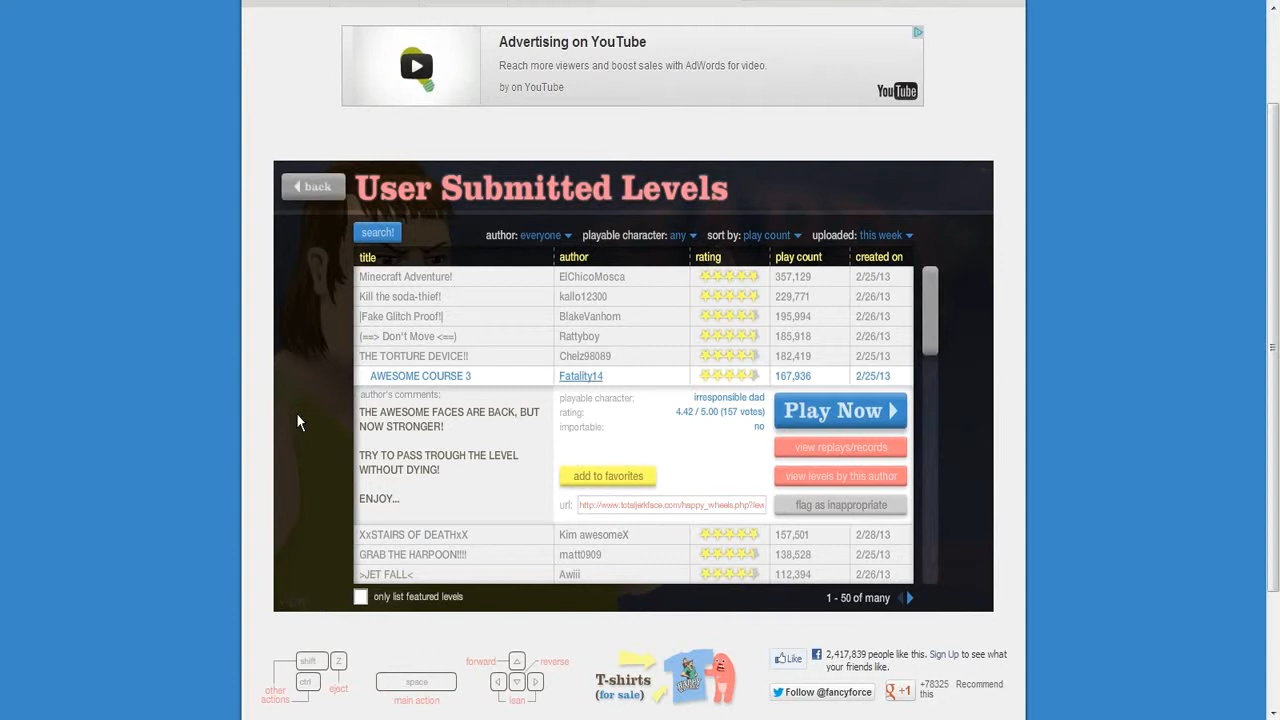 Advertising on YouTube
Reach more viewers and boost sales with AdWords for video.
by on YouTube
YouTube
back
User Submitted Levels
search!
author: everyone playable character: any sort by: play count uploaded: this week
title author rating play count created on
Minecraft Adventure! ElChicoMosca 357,129 2/25/13
Kill the soda-thief! kallo12300 229,771 2/26/13
|Fake Glitch Proof!| BlakeVanhorn 195,994 2/26/13
(==> Don't Move <==) Rattyboy 185,918 2/26/13
THE TORTURE DEVICE!! Chelz98089 182,419 2/25/13
AWESOME COURSE 3 Fatality14 167,936 2/25/13
author's comments:
THE AWESOME FACES ARE BACK, BUT
NOW STRONGER!
TRY TO PASS TROUGH THE LEVEL
WITHOUT DYING!
ENJOY...
playable character: irresponsible dad
rating: 4.42 / 5.00 (157 votes)
importable: no
add to favorites
url: http://www.totaljerkface.com/happy_wheels.php?lev
Play Now
view replays/records
view levels by this author
flag as inappropriate
XxSTAIRS OF DEATHxX Kim awesomeX 157,501 2/28/13
GRAB THE HARPOON!!!! matt0909 138,528 2/25/13
>JET FALL< Awiii 112,394 2/26/13
only list featured levels
1 - 50 of many
shift Z
ctrl
other
actions
eject
space
main action
forward
reverse
lean
T-shirts
(for sale)
Like
2,417,839 people like this. Sign Up to see what
your friends like.
Follow @fancyforce
+1
+78325 Recommend
this